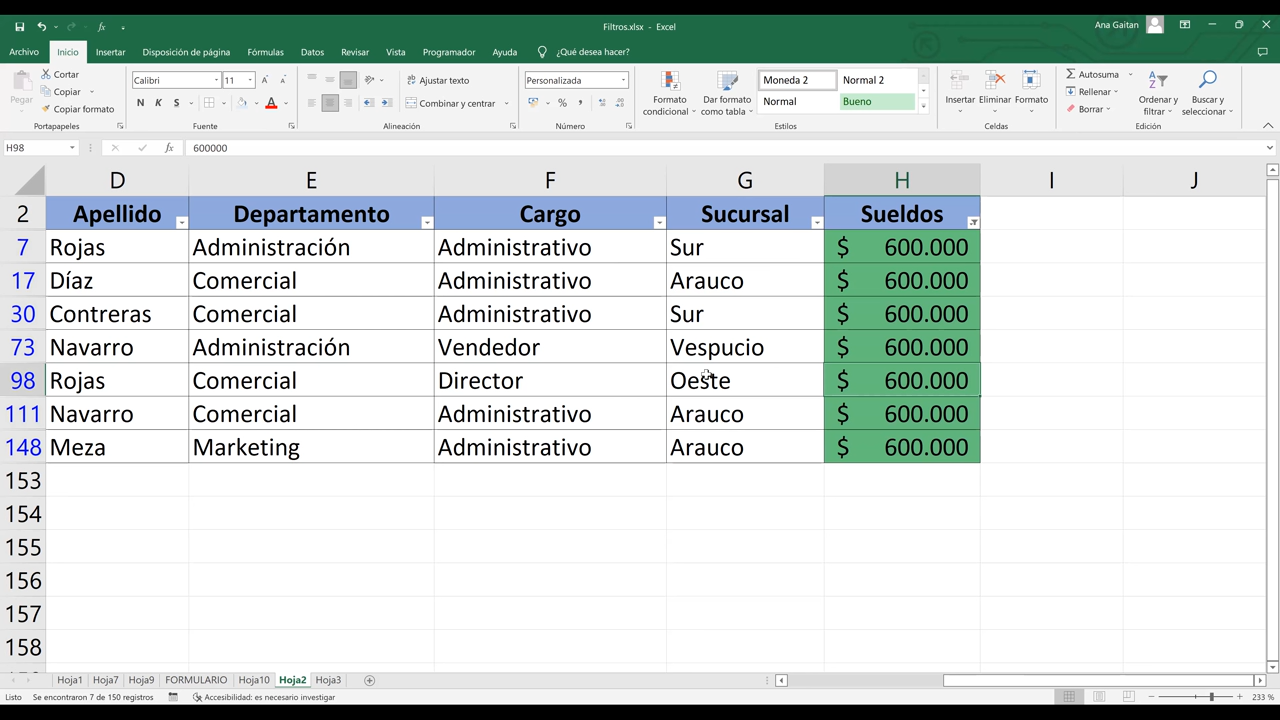 Filtros.xlsx - Excel
Ana Gaitan
Archivo Inicio Insertar Disposición de página Fórmulas Datos Revisar Vista Programador Ayuda ¿Qué desea hacer?
Pegar
Cortar
Copiar
Copiar formato
Portapapeles
Calibri 11
N K S
Fuente
Ajustar texto
Combinar y centrar
Alineación
Personalizada
Número
Formato condicional
Dar formato como tabla
Moneda 2 Normal 2
Normal Bueno
Estilos
Insertar Eliminar Formato
Celdas
Autosuma
Rellenar
Borrar
Ordenar y filtrar
Buscar y seleccionar
Edición
H98 fx 600000
D E F G H I J
2 Apellido Departamento Cargo Sucursal Sueldos
7 Rojas Administración Administrativo Sur $ 600.000
17 Díaz Comercial Administrativo Arauco $ 600.000
30 Contreras Comercial Administrativo Sur $ 600.000
73 Navarro Administración Vendedor Vespucio $ 600.000
98 Rojas Comercial Director Oeste $ 600.000
111 Navarro Comercial Administrativo Arauco $ 600.000
148 Meza Marketing Administrativo Arauco $ 600.000
153
154
155
156
157
158
Hoja1 Hoja7 Hoja9 FORMULARIO Hoja10 Hoja2 Hoja3
Listo Se encontraron 7 de 150 registros Accesibilidad: es necesario investigar 233 %